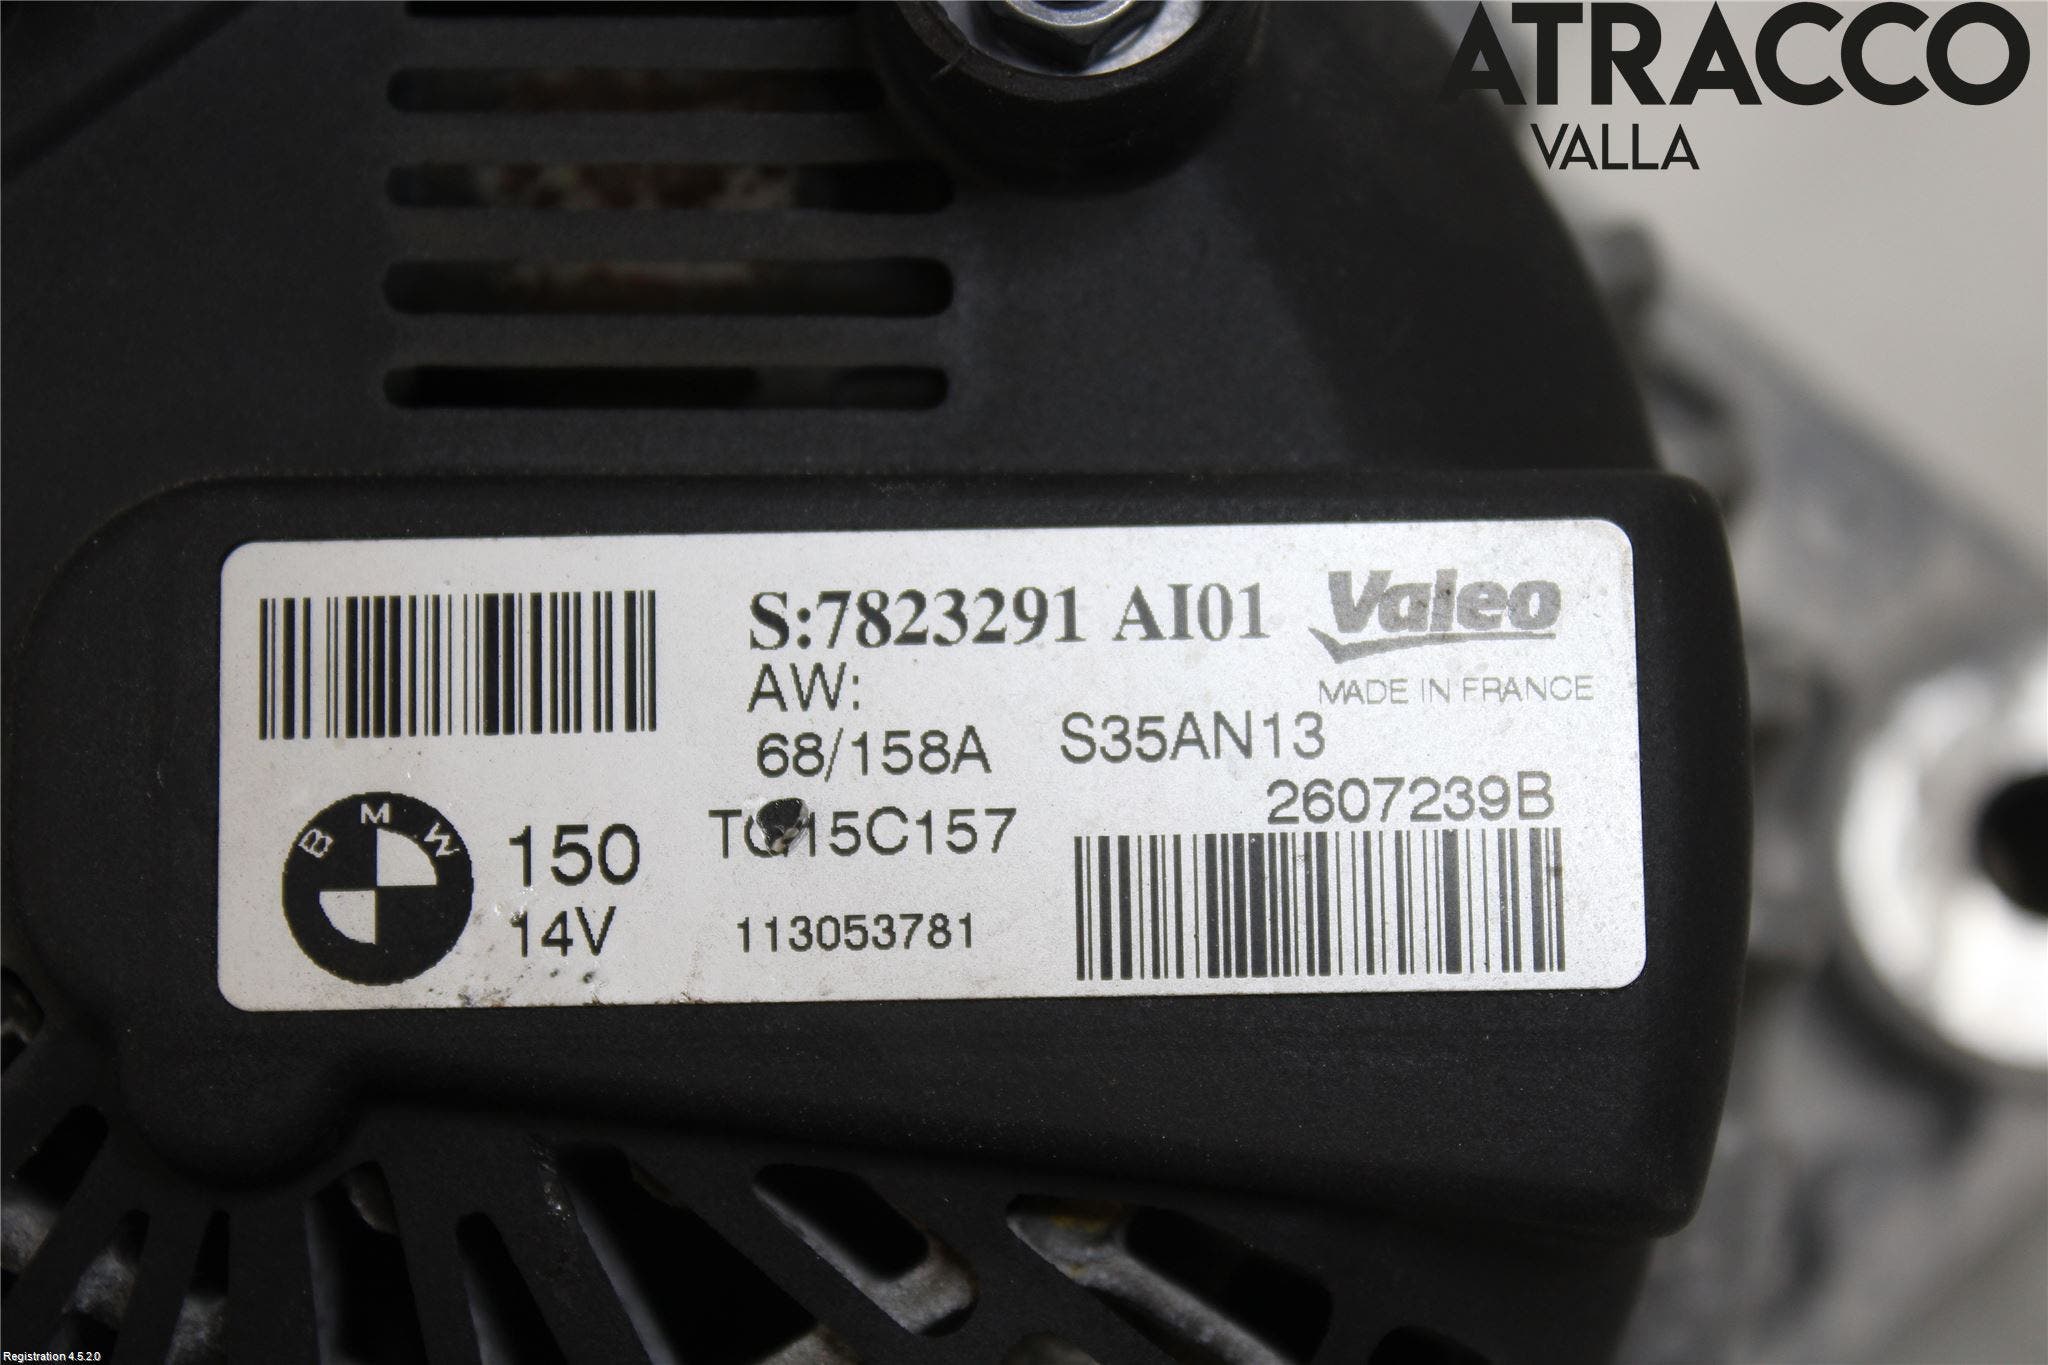 ATRACCO
VALLA
S:7823291 AI01
Valeo
AW:
MADE IN FRANCE
68/158A S35AN13
2607239B
BMW
150
14V
113053781
Registration 4.5.2.0